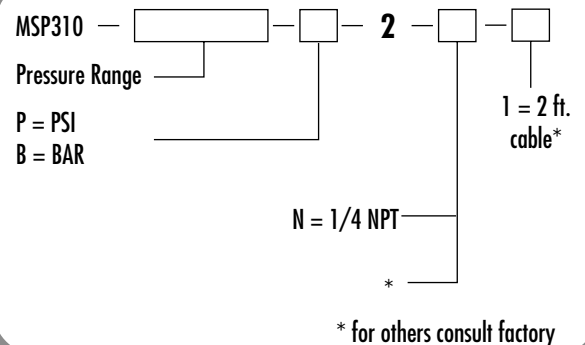 MSP310 — — — 2 — —
Pressure Range
P = PSI
B = BAR
1 = 2 ft.
cable*
N = 1/4 NPT
*
* for others consult factory